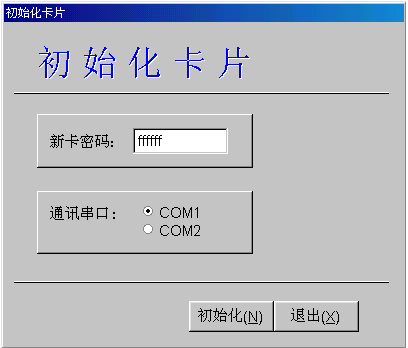 初始化卡片
初始化卡片
新卡密码： ffffff
通讯串口： COM1
COM2
初始化(N) 退出(X)